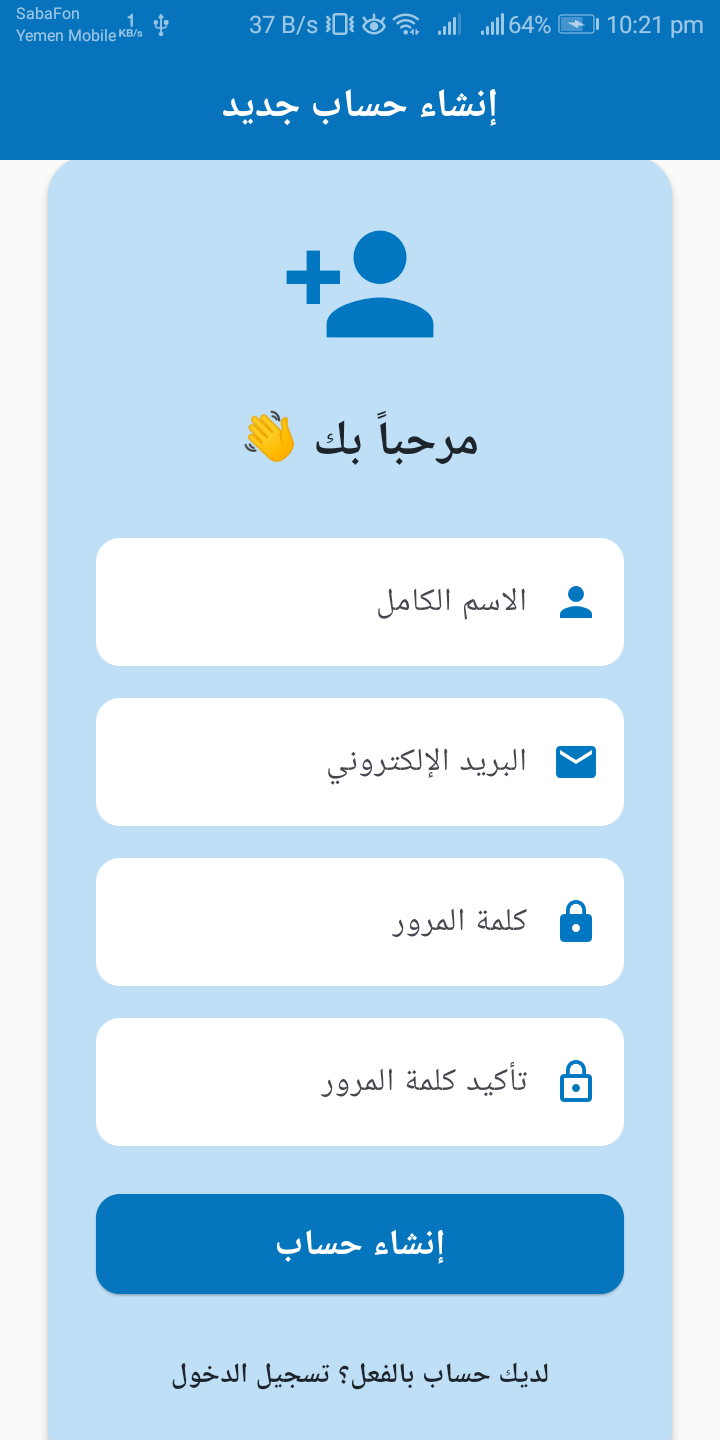 SabaFon
Yemen Mobile 1 KB/s 37 B/s 64% 10:21 pm
إنشاء حساب جديد
مرحباً بك 👋
الاسم الكامل
البريد الإلكتروني
كلمة المرور
تأكيد كلمة المرور
إنشاء حساب
لديك حساب بالفعل؟ تسجيل الدخول